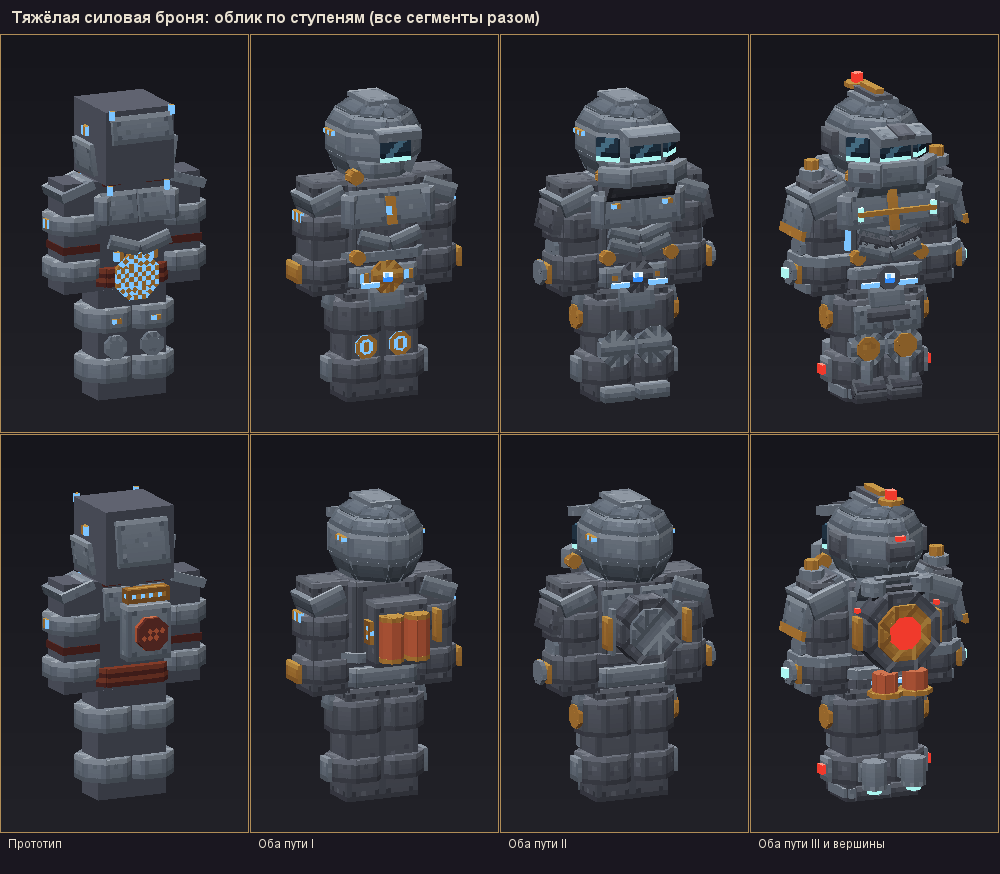 Тяжёлая силовая броня: облик по ступеням (все сегменты разом)
Прототип
Оба пути I
Оба пути II
Оба пути III и вершины